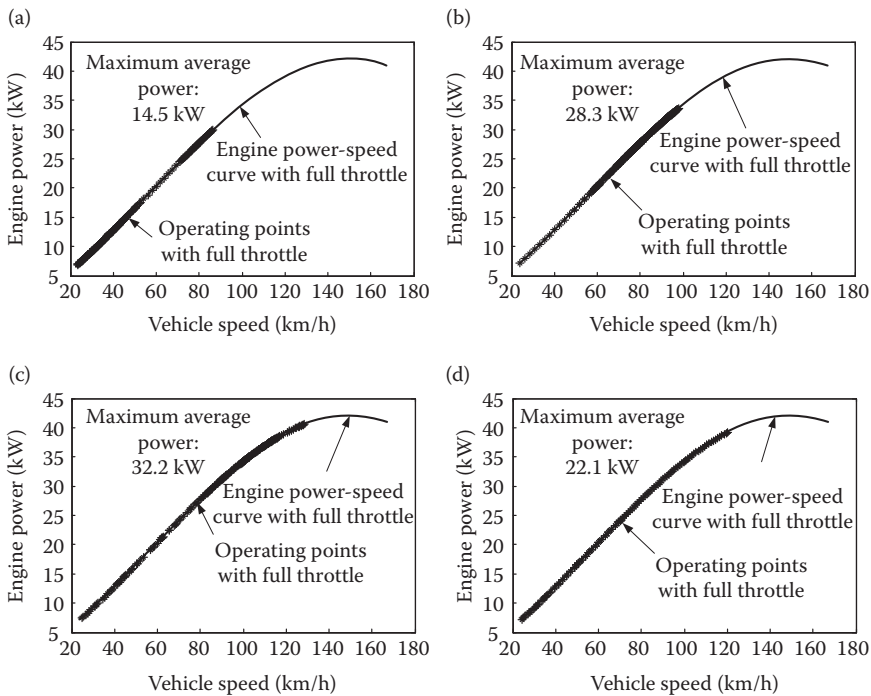 (a)
Engine power (kW)
45
40
35
30
25
20
15
10
5
Maximum average
power:
14.5 kW
Engine power-speed
curve with full throttle
Operating points
with full throttle
20 40 60 80 100 120 140 160 180
Vehicle speed (km/h)
(b)
Engine power (kW)
45
40
35
30
25
20
15
10
5
Maximum average
power:
28.3 kW
Engine power-speed
curve with full throttle
Operating points
with full throttle
20 40 60 80 100 120 140 160 180
Vehicle speed (km/h)
(c)
Engine power (kW)
45
40
35
30
25
20
15
10
5
Maximum average
power:
32.2 kW
Engine power-speed
curve with full throttle
Operating points
with full throttle
20 40 60 80 100 120 140 160 180
Vehicle speed (km/h)
(d)
Engine power (kW)
45
40
35
30
25
20
15
10
5
Maximum average
power:
22.1 kW
Engine power-speed
curve with full throttle
Operating points
with full throttle
20 40 60 80 100 120 140 160 180
Vehicle speed (km/h)